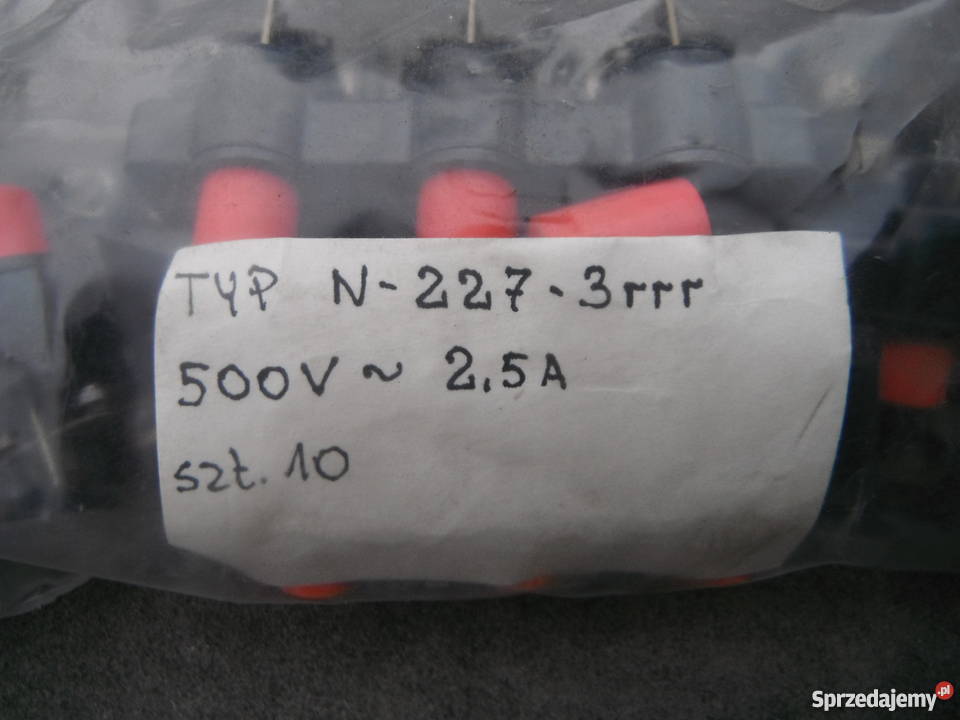 TYP N-227-3rrr
500V ~ 2.5A
szt. 10
Sprzedajemy.pl